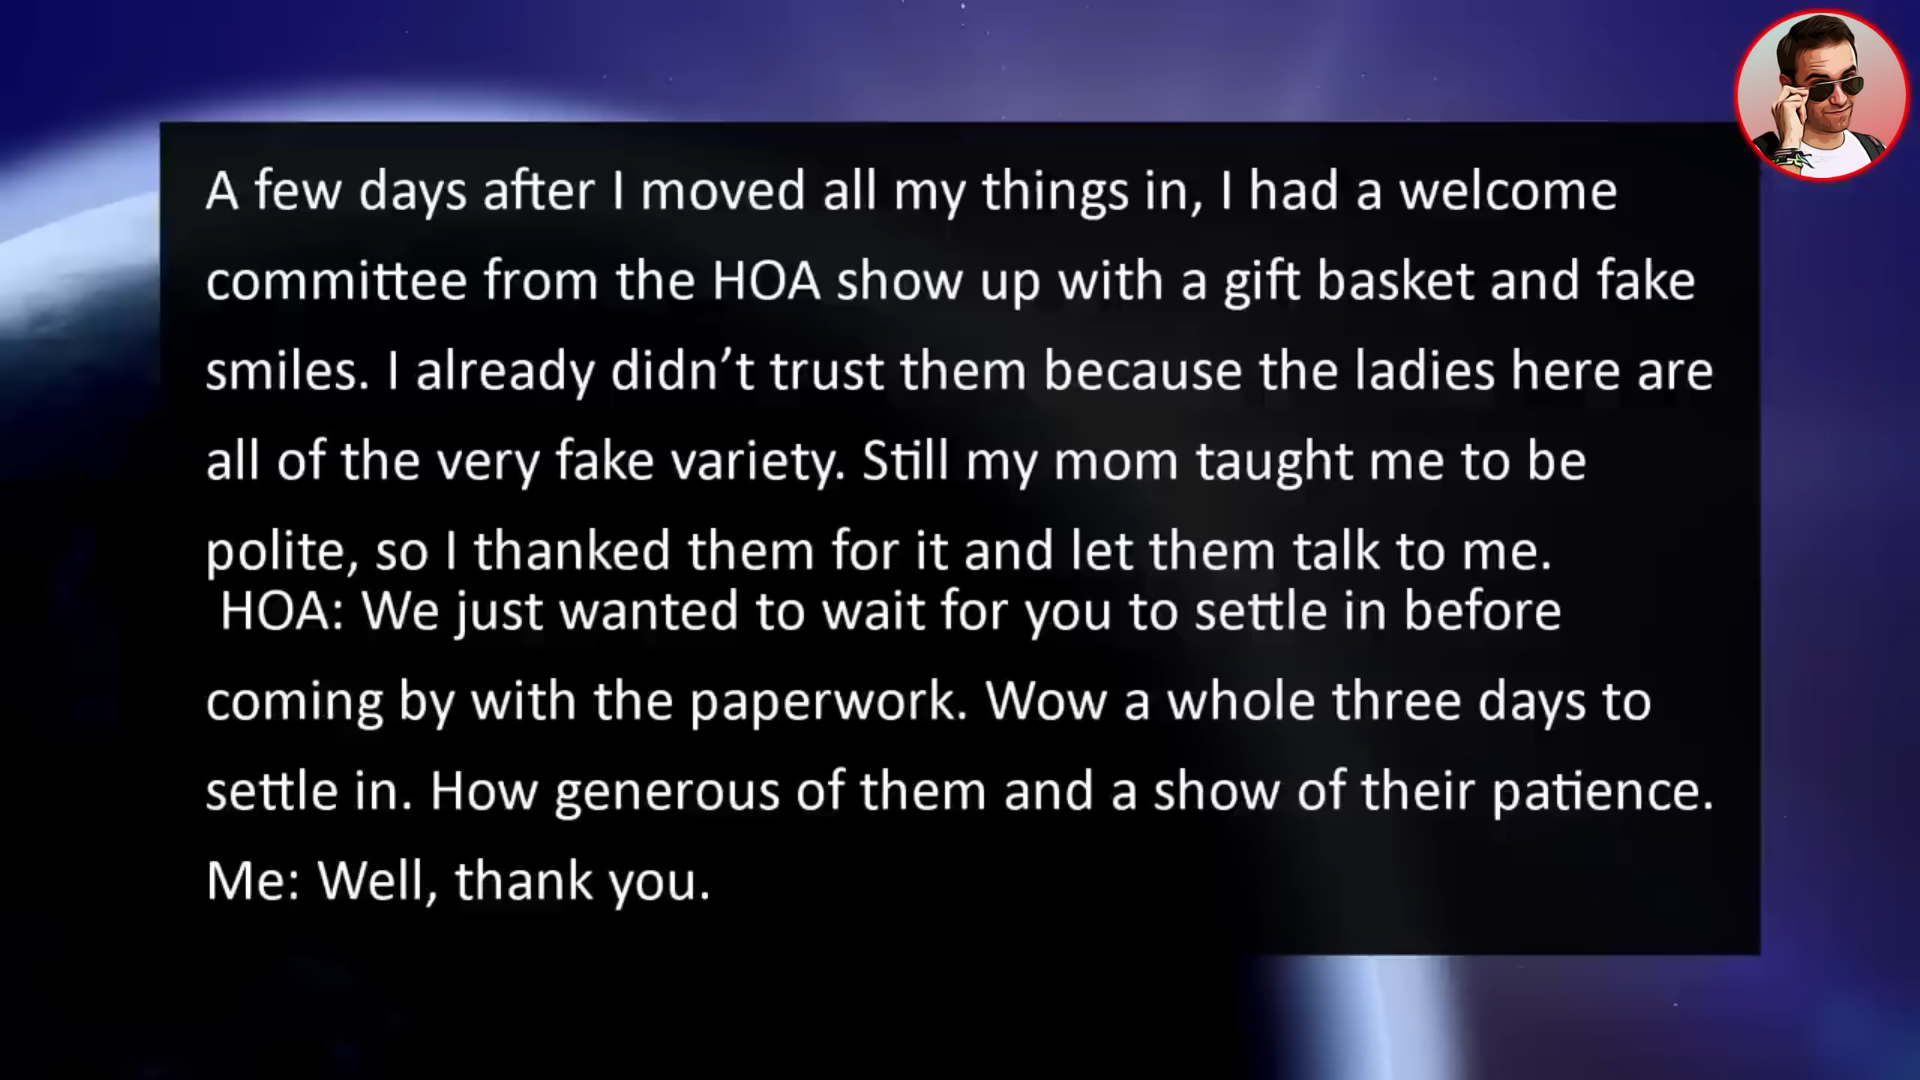 A few days after I moved all my things in, I had a welcome
committee from the HOA show up with a gift basket and fake
smiles. I already didn’t trust them because the ladies here are
all of the very fake variety. Still my mom taught me to be
polite, so I thanked them for it and let them talk to me.
HOA: We just wanted to wait for you to settle in before
coming by with the paperwork. Wow a whole three days to
settle in. How generous of them and a show of their patience.
Me: Well, thank you.